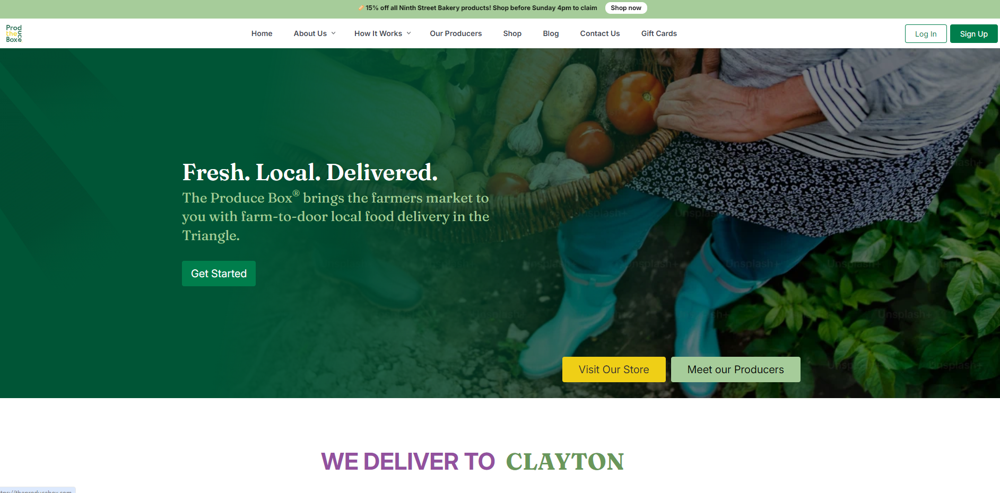 15% off all Ninth Street Bakery products! Shop before Sunday 4pm to claim Shop now
Prod
the
Box
uce
Home About Us How It Works Our Producers Shop Blog Contact Us Gift Cards Log In Sign Up
Fresh. Local. Delivered.
The Produce Box® brings the farmers market to
you with farm-to-door local food delivery in the
Triangle.
Get Started
Unsplash+
Visit Our Store Meet our Producers
WE DELIVER TO CLAYTON